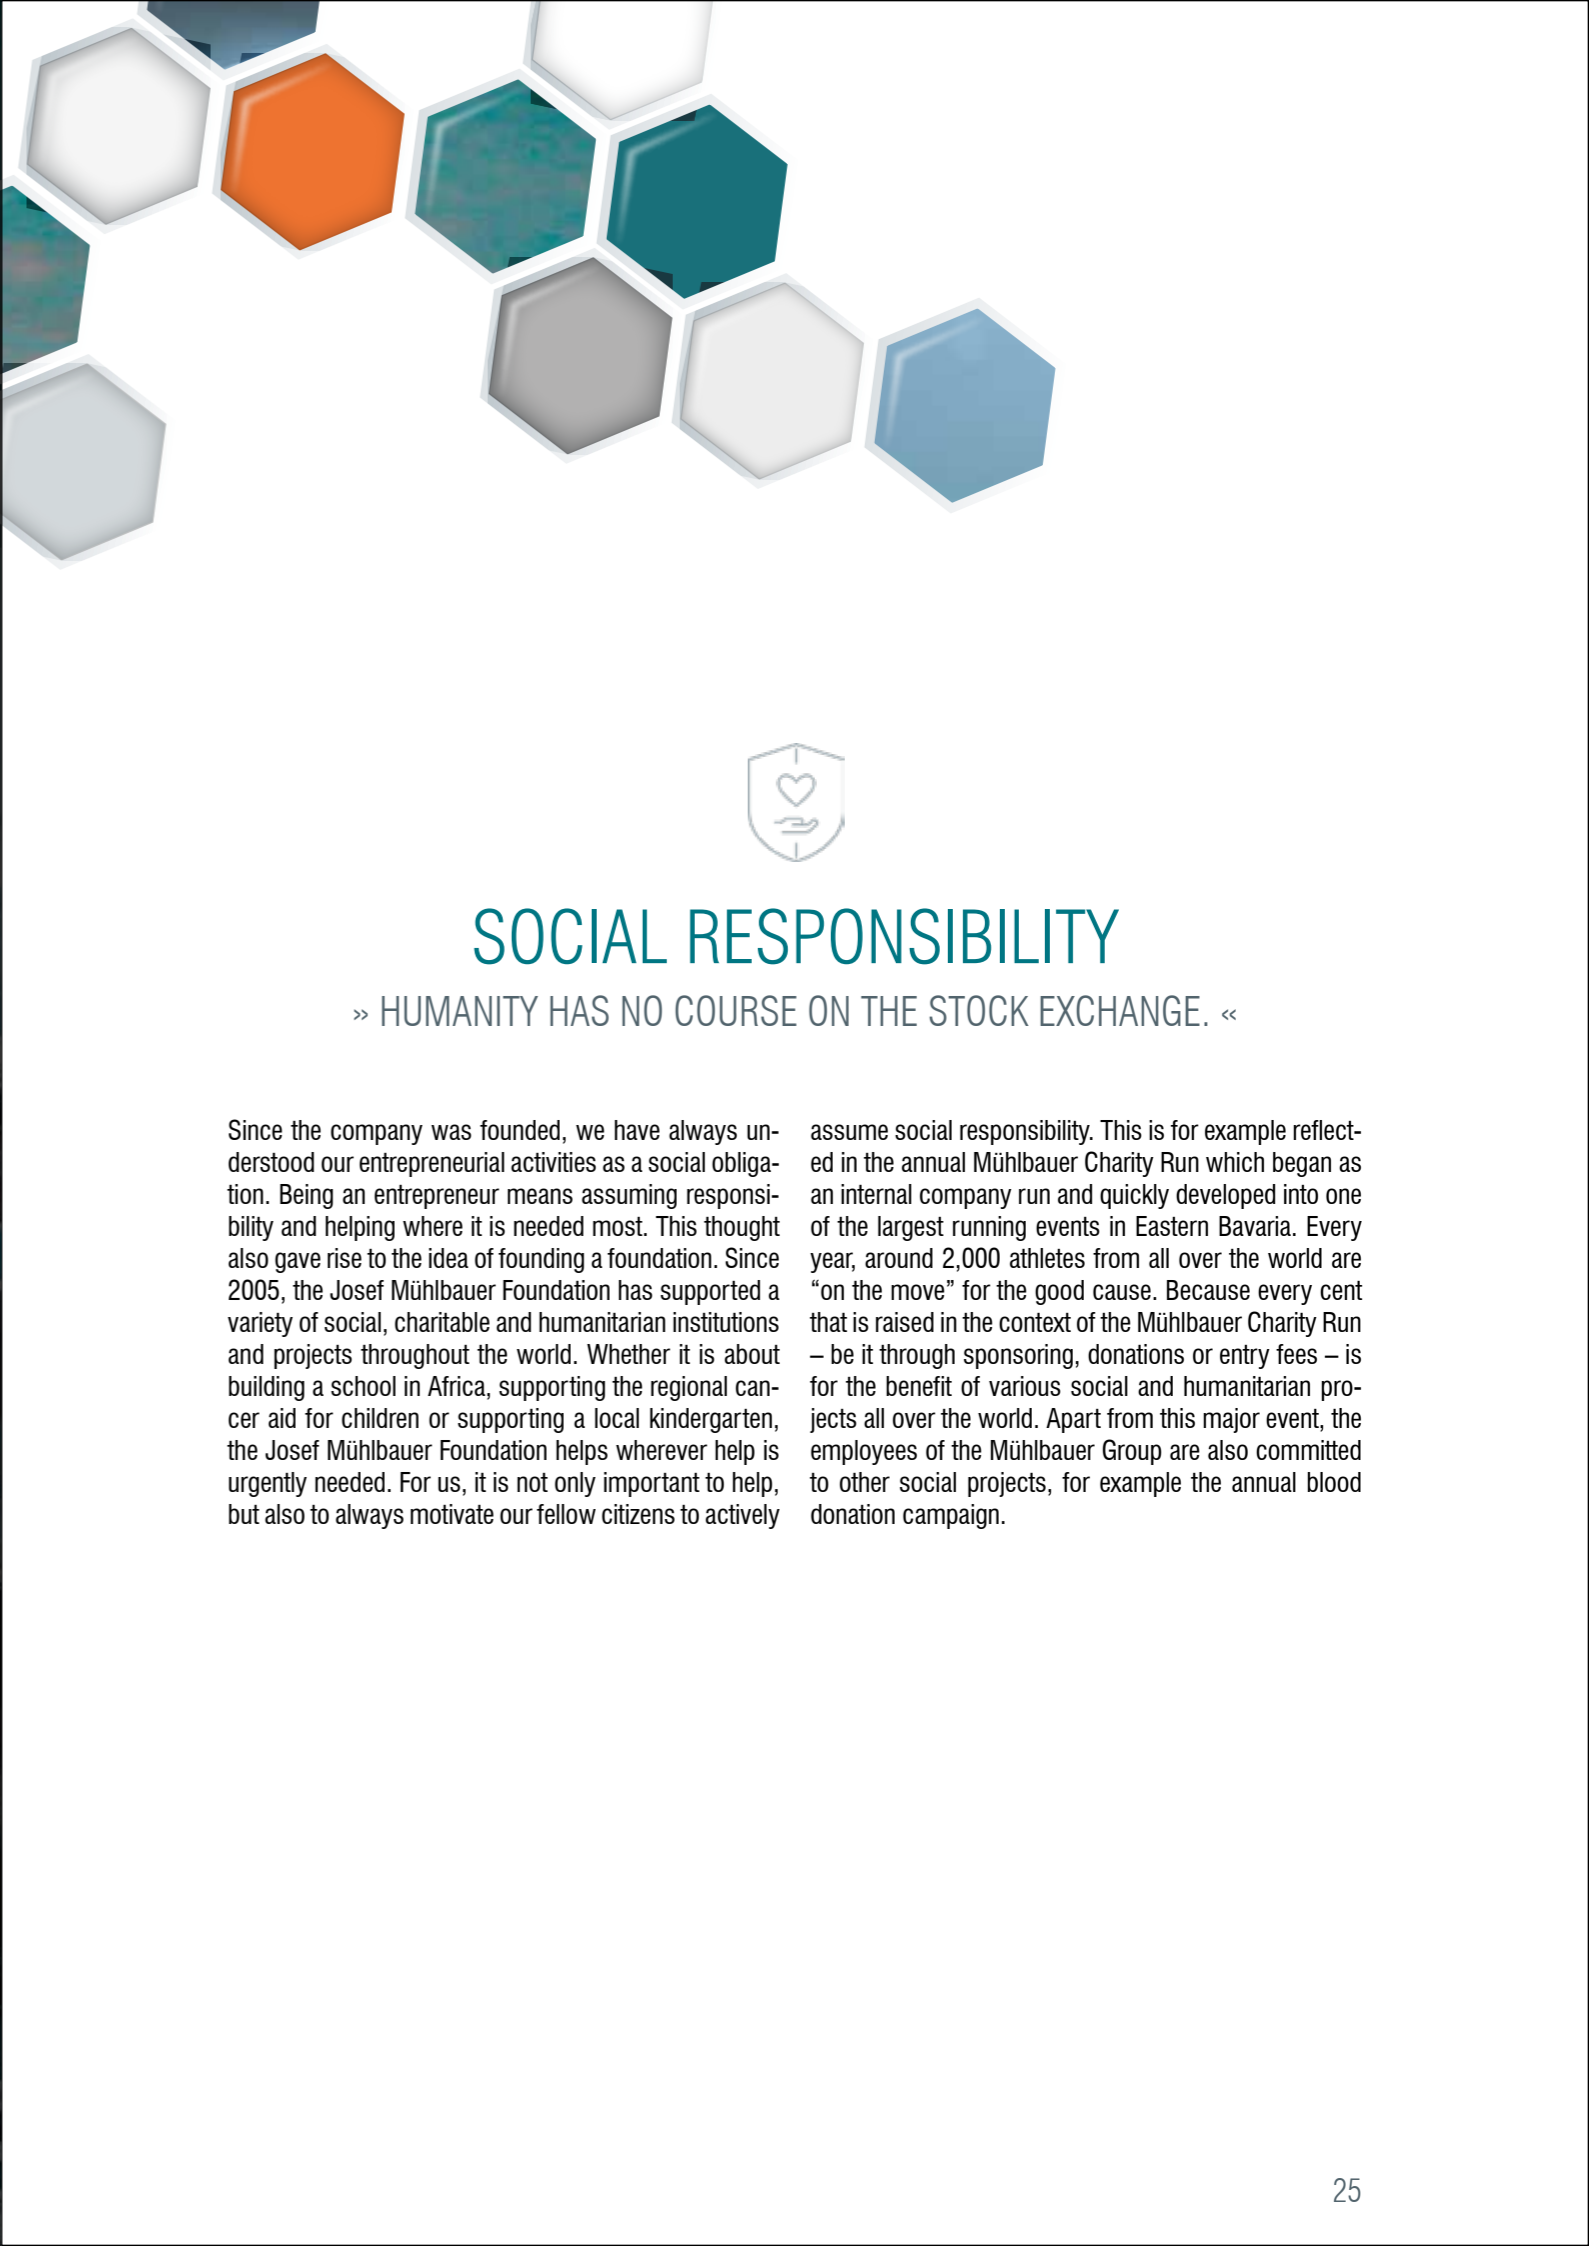 SOCIAL RESPONSIBILITY
» HUMANITY HAS NO COURSE ON THE STOCK EXCHANGE. «
Since the company was founded, we have always un-
derstood our entrepreneurial activities as a social obliga-
tion. Being an entrepreneur means assuming responsi-
bility and helping where it is needed most. This thought
also gave rise to the idea of founding a foundation. Since
2005, the Josef Mühlbauer Foundation has supported a
variety of social, charitable and humanitarian institutions
and projects throughout the world. Whether it is about
building a school in Africa, supporting the regional can-
cer aid for children or supporting a local kindergarten,
the Josef Mühlbauer Foundation helps wherever help is
urgently needed. For us, it is not only important to help,
but also to always motivate our fellow citizens to actively
assume social responsibility. This is for example reflect-
ed in the annual Mühlbauer Charity Run which began as
an internal company run and quickly developed into one
of the largest running events in Eastern Bavaria. Every
year, around 2,000 athletes from all over the world are
“on the move” for the good cause. Because every cent
that is raised in the context of the Mühlbauer Charity Run
– be it through sponsoring, donations or entry fees – is
for the benefit of various social and humanitarian pro-
jects all over the world. Apart from this major event, the
employees of the Mühlbauer Group are also committed
to other social projects, for example the annual blood
donation campaign.
25